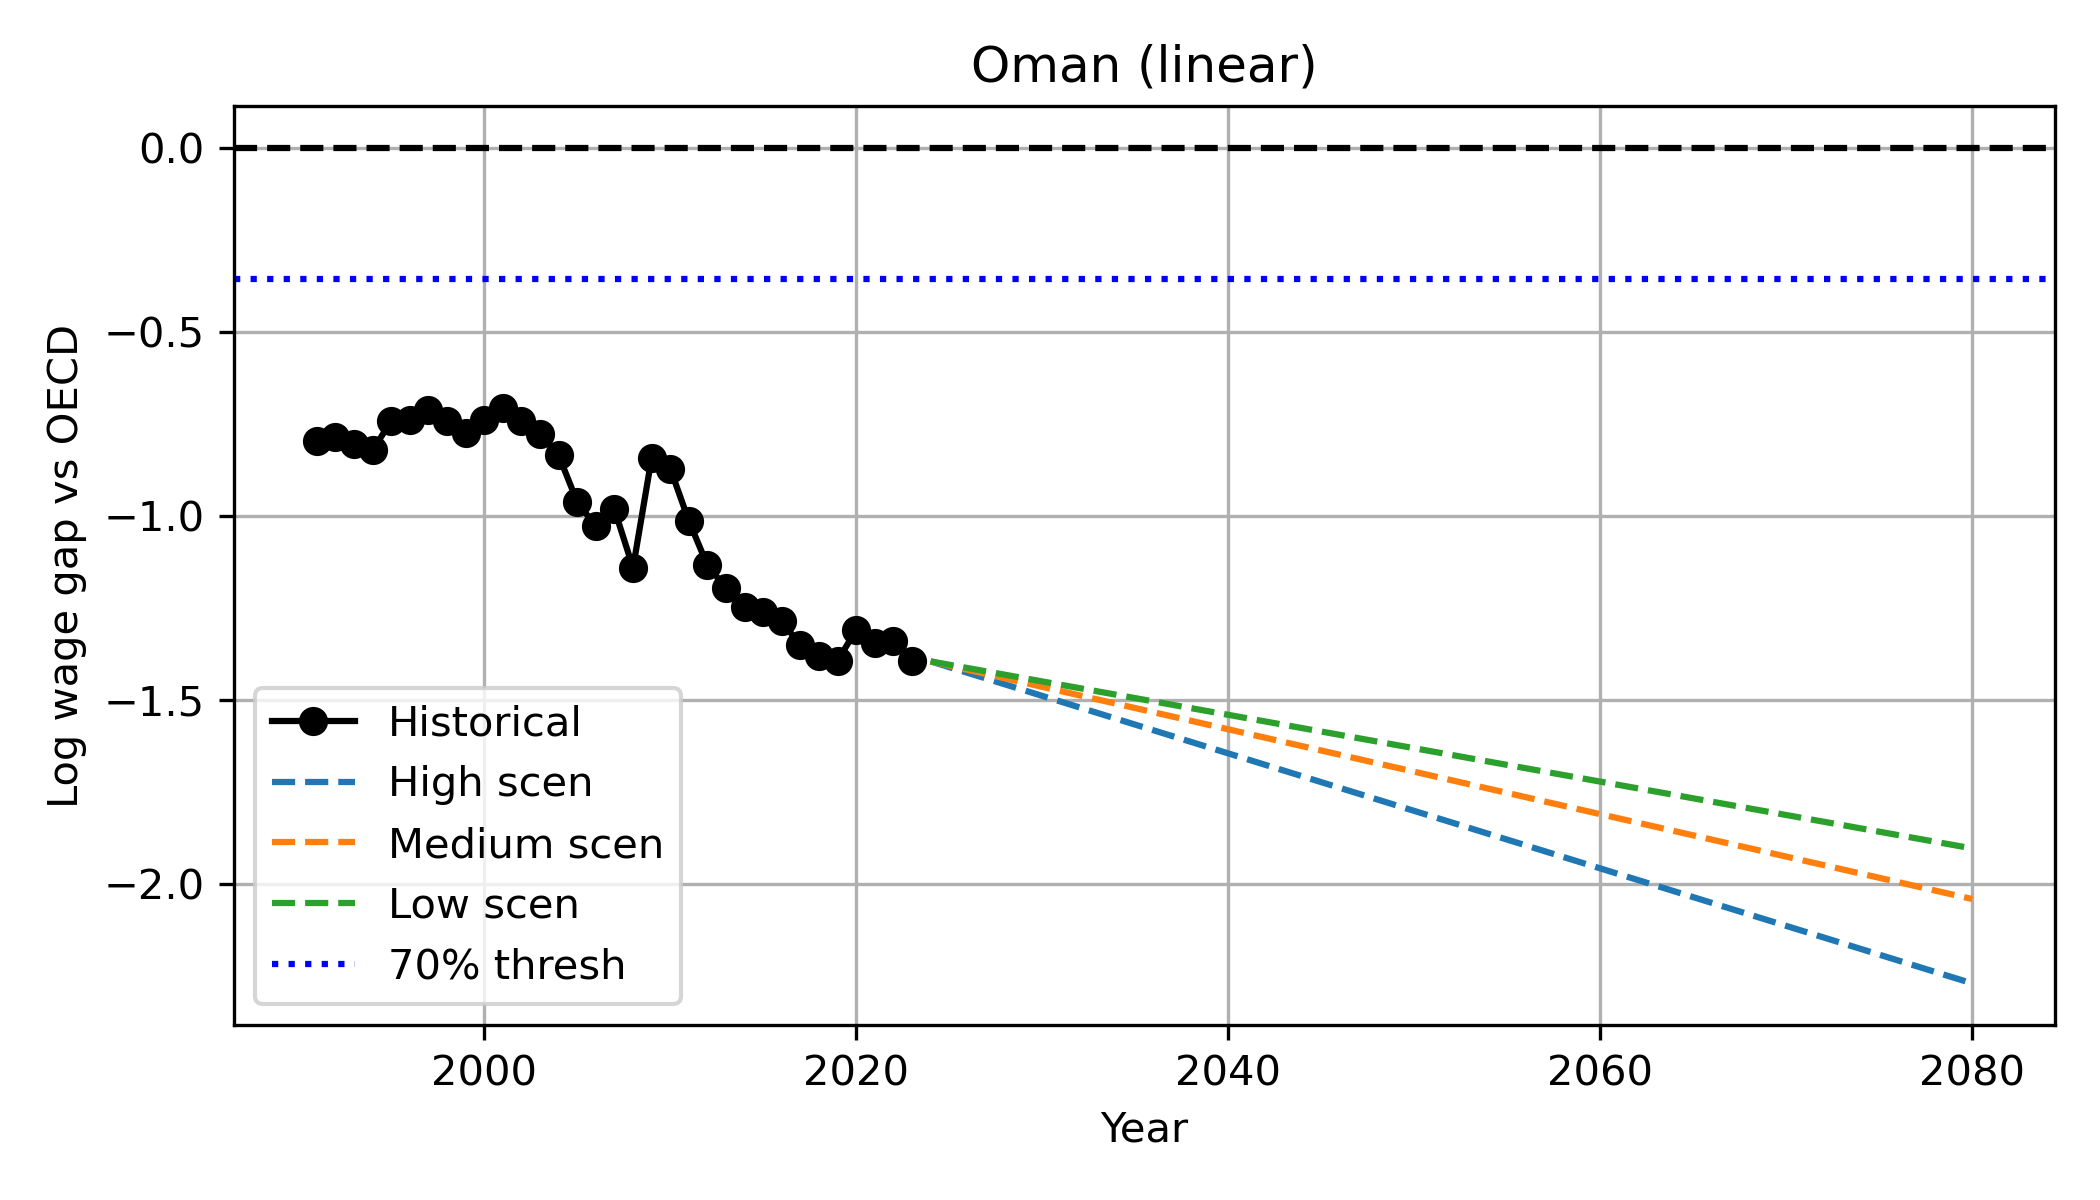 Oman (linear)
Log wage gap vs OECD
0.0
−0.5
−1.0
−1.5
−2.0
Historical
High scen
Medium scen
Low scen
70% thresh
2000 2020 2040 2060 2080
Year